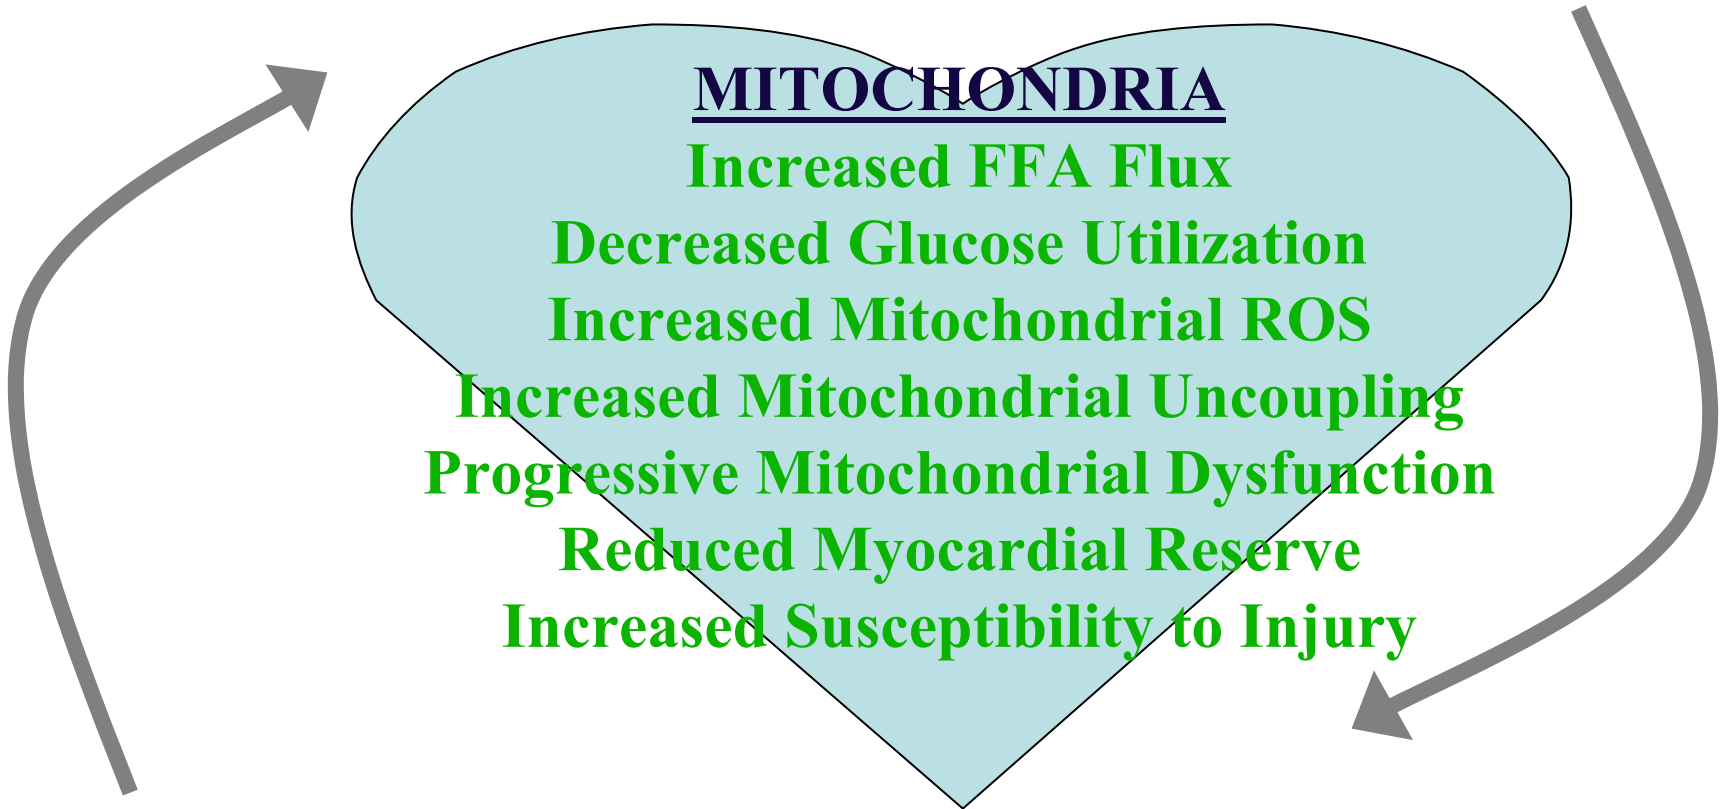 MITOCHONDRIA
Increased FFA Flux
Decreased Glucose Utilization
Increased Mitochondrial ROS
Increased Mitochondrial Uncoupling
Progressive Mitochondrial Dysfunction
Reduced Myocardial Reserve
Increased Susceptibility to Injury